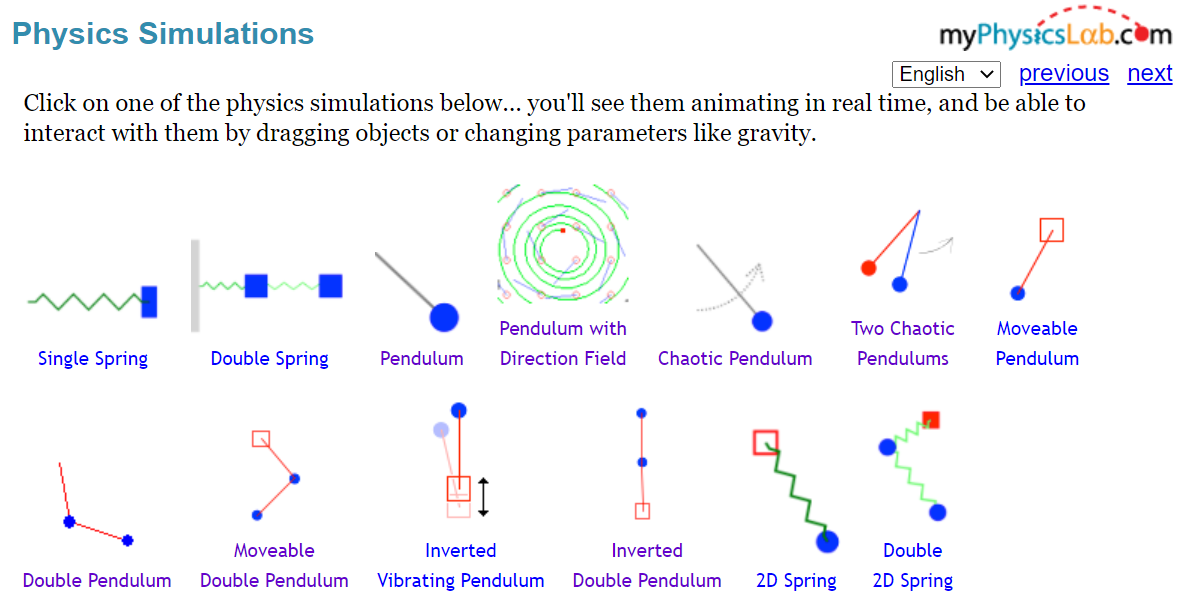 Physics Simulations
myPhysicsLab.com
English previous next
Click on one of the physics simulations below... you'll see them animating in real time, and be able to
interact with them by dragging objects or changing parameters like gravity.
Single Spring
Double Spring
Pendulum
Pendulum with
Direction Field
Chaotic Pendulum
Two Chaotic
Pendulums
Moveable
Pendulum
Double Pendulum
Moveable
Double Pendulum
Inverted
Vibrating Pendulum
Inverted
Double Pendulum
2D Spring
Double
2D Spring